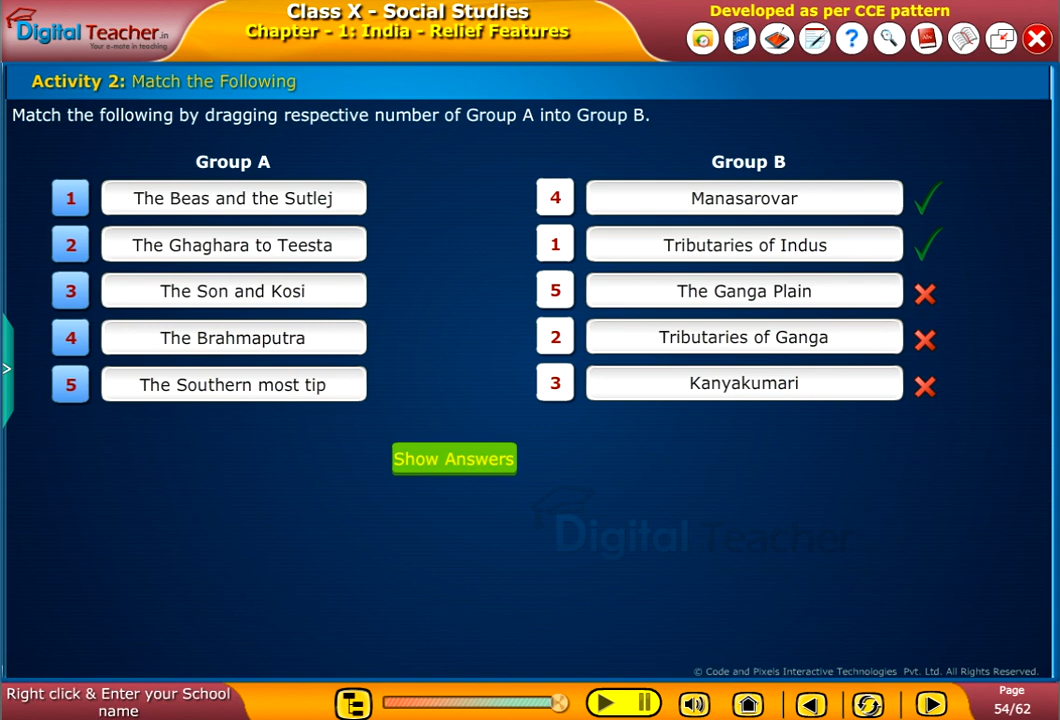 Digital Teacher.in
Your e-mate in teaching
Class X - Social Studies
Chapter - 1: India - Relief Features
Developed as per CCE pattern
Ref
?
Abc
Activity 2: Match the Following
Match the following by dragging respective number of Group A into Group B.
Group A Group B
1 The Beas and the Sutlej 4 Manasarovar
2 The Ghaghara to Teesta 1 Tributaries of Indus
3 The Son and Kosi 5 The Ganga Plain
4 The Brahmaputra 2 Tributaries of Ganga
5 The Southern most tip 3 Kanyakumari
>
Show Answers
Digital Teacher
© Code and Pixels Interactive Technologies Pvt. Ltd. All Rights Reserved.
Right click & Enter your School
name
Page
54/62